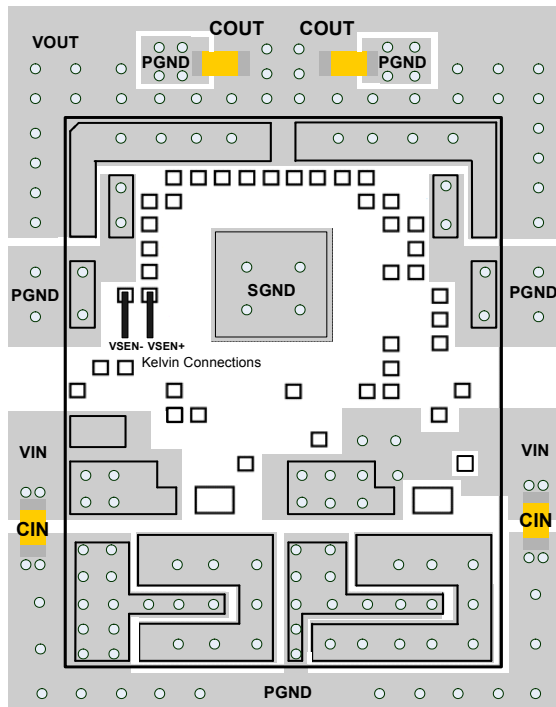 COUT COUT
VOUT
PGND PGND
SGND
PGND PGND
VSEN- VSEN+
Kelvin Connections
VIN VIN
CIN CIN
PGND